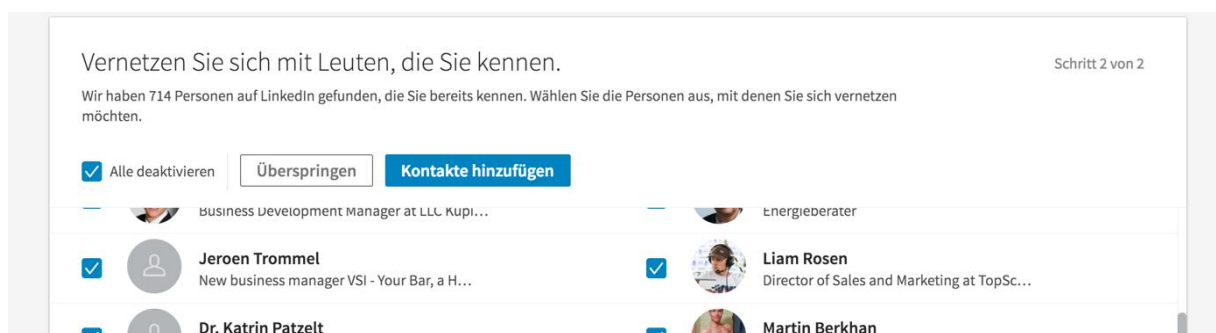 Vernetzen Sie sich mit Leuten, die Sie kennen.
Schritt 2 von 2
Wir haben 714 Personen auf LinkedIn gefunden, die Sie bereits kennen. Wählen Sie die Personen aus, mit denen Sie sich vernetzen
möchten.
Alle deaktivieren
Überspringen
Kontakte hinzufügen
Business Development Manager at LLC Kupi...
Energieberater
Jeroen Trommel
New business manager VSI - Your Bar, a H...
Liam Rosen
Director of Sales and Marketing at TopSc...
Dr. Katrin Patzelt
Martin Berkhan